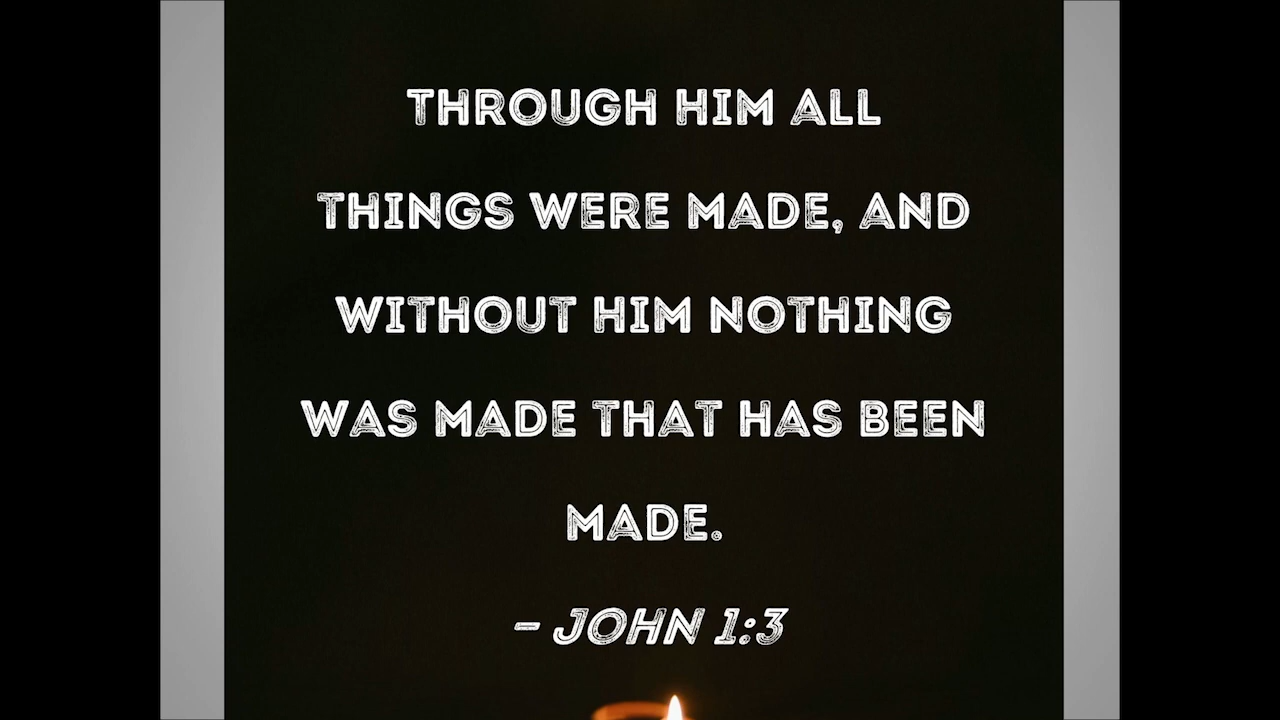 THROUGH HIM ALL
THINGS WERE MADE, AND
WITHOUT HIM NOTHING
WAS MADE THAT HAS BEEN
MADE.
– JOHN 1:3